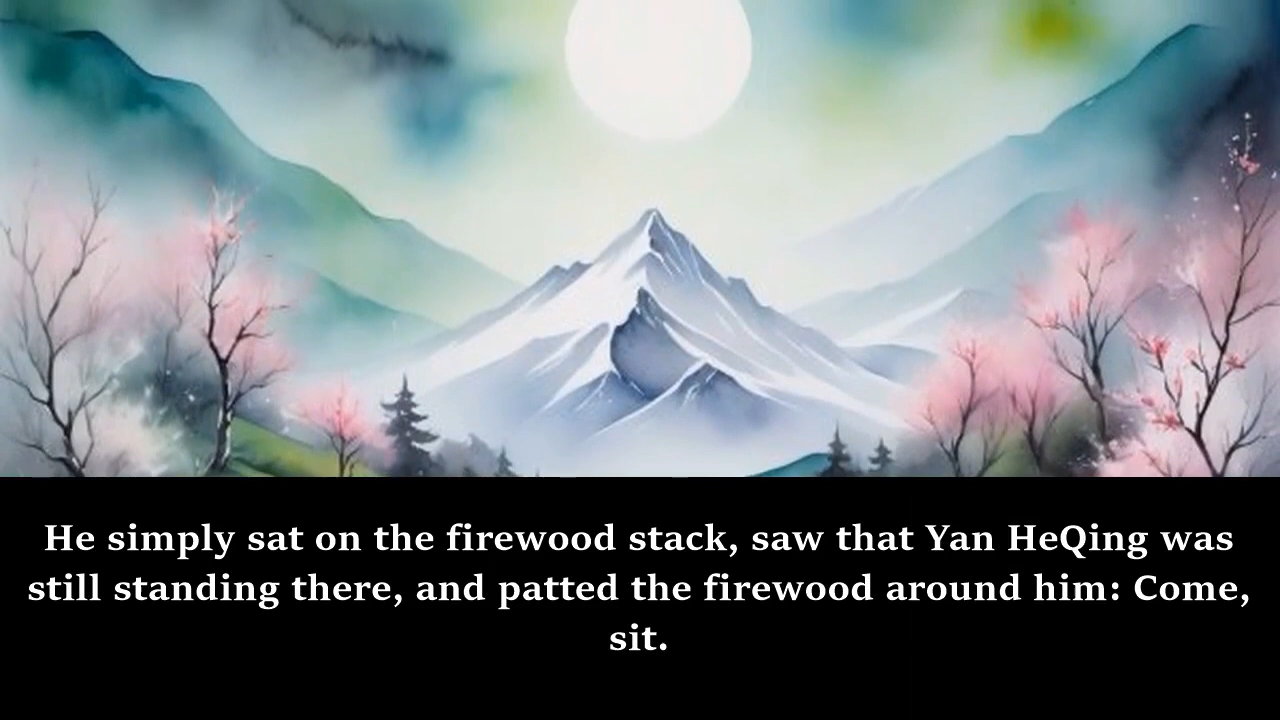 He simply sat on the firewood stack, saw that Yan HeQing was
still standing there, and patted the firewood around him: Come,
sit.